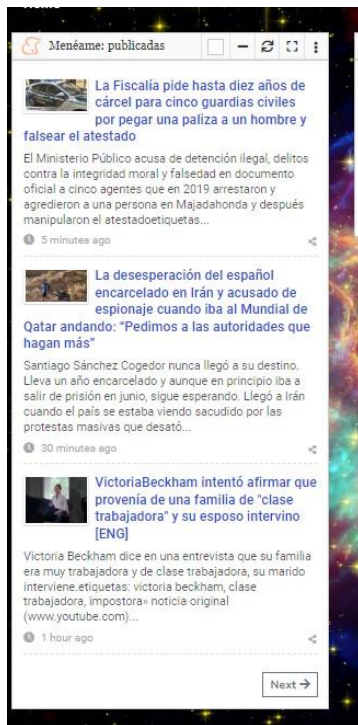 Home
Menéame: publicadas
La Fiscalía pide hasta diez años de
cárcel para cinco guardias civiles
por pegar una paliza a un hombre y
falsear el atestado
El Ministerio Público acusa de detención ilegal, delitos
contra la integridad moral y falsedad en documento
oficial a cinco agentes que en 2019 arrestaron y
agredieron a una persona en Majadahonda y después
manipularon el atestadoetiquetas...
5 minutes ago
La desesperación del español
encarcelado en Irán y acusado de
espionaje cuando iba al Mundial de
Qatar andando: “Pedimos a las autoridades que
hagan más”
Santiago Sánchez Cogedor nunca llegó a su destino.
Lleva un año encarcelado y aunque en principio iba a
salir de prisión en junio, sigue esperando. Llegó a Irán
cuando el país se estaba viendo sacudido por las
protestas masivas que desató...
30 minutes ago
VictoriaBeckham intentó afirmar que
provenía de una familia de "clase
trabajadora" y su esposo intervino
[ENG]
Victoria Beckham dice en una entrevista que su familia
era muy trabajadora y de clase trabajadora, su marido
interviene.etiquetas: victoria beckham, clase
trabajadora, impostora» noticia original
(www.youtube.com)...
1 hour ago
Next →